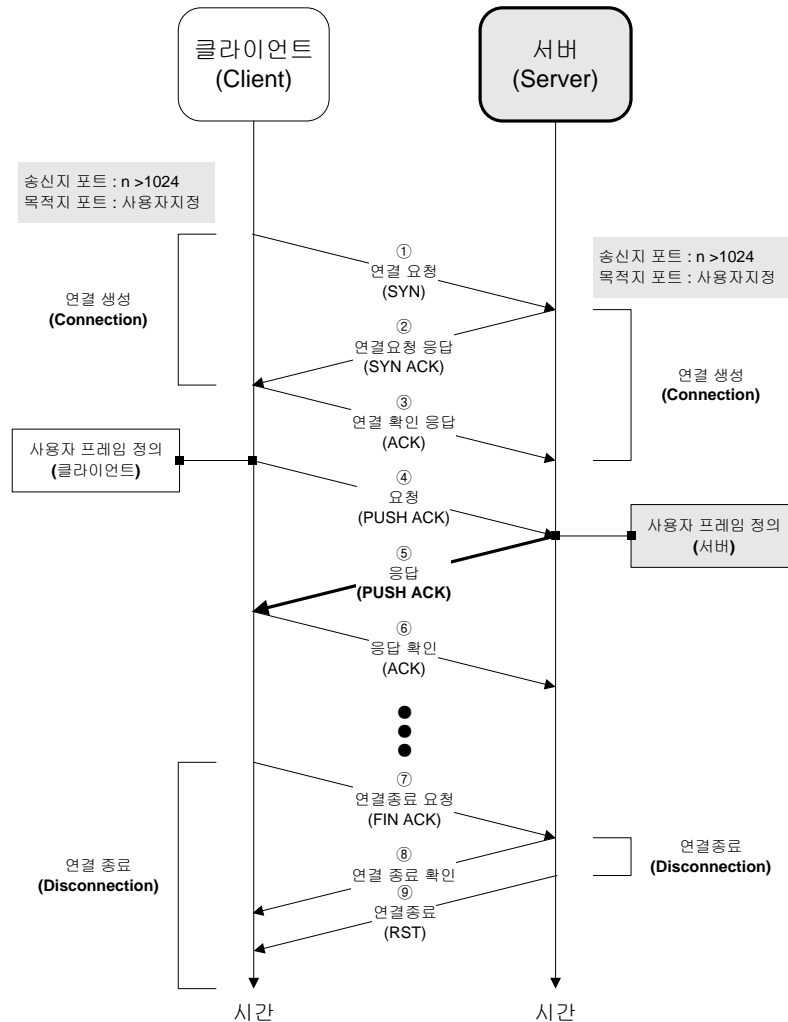 클라이언트
(Client)
서버
(Server)
송신지 포트 : n >1024
목적지 포트 : 사용자지정
①
연결 요청
(SYN)
송신지 포트 : n >1024
목적지 포트 : 사용자지정
연결 생성
(Connection)
②
연결요청 응답
(SYN ACK)
연결 생성
(Connection)
③
연결 확인 응답
(ACK)
사용자 프레임 정의
(클라이언트)
④
요청
(PUSH ACK)
사용자 프레임 정의
(서버)
⑤
응답
(PUSH ACK)
⑥
응답 확인
(ACK)
⑦
연결종료 요청
(FIN ACK)
연결 종료
(Disconnection)
연결종료
(Disconnection)
⑧
연결 종료 확인
⑨
연결종료
(RST)
시간
시간